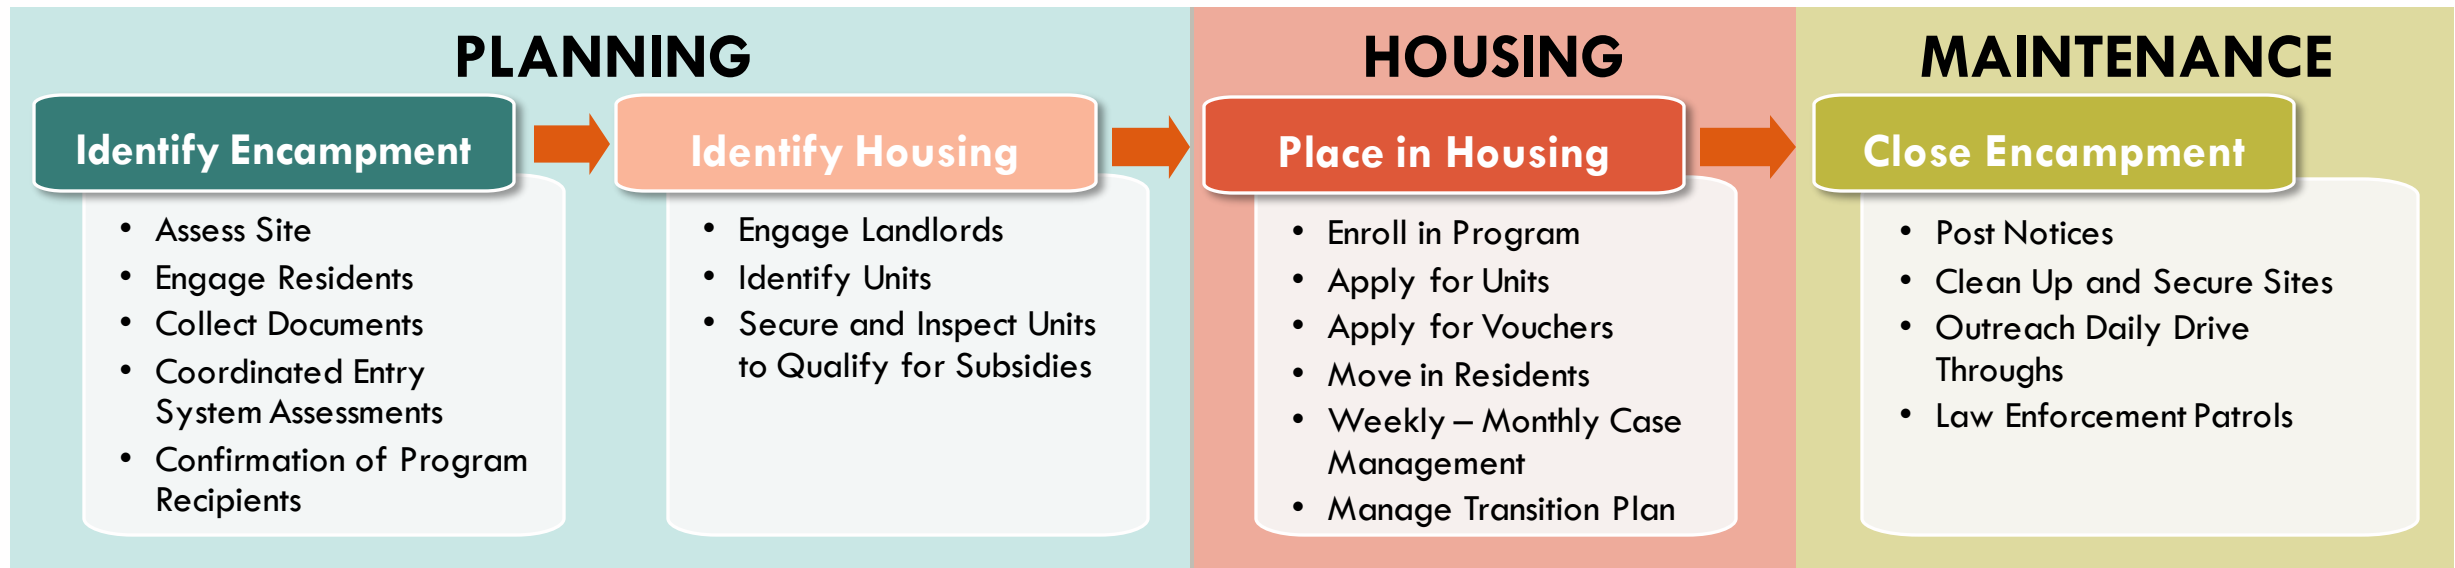 PLANNING
Identify Encampment
• Assess Site
• Engage Residents
• Collect Documents
• Coordinated Entry
System Assessments
• Confirmation of Program
Recipients
Identify Housing
• Engage Landlords
• Identify Units
• Secure and Inspect Units
to Qualify for Subsidies
HOUSING
Place in Housing
• Enroll in Program
• Apply for Units
• Apply for Vouchers
• Move in Residents
• Weekly – Monthly Case
Management
• Manage Transition Plan
MAINTENANCE
Close Encampment
• Post Notices
• Clean Up and Secure Sites
• Outreach Daily Drive
Throughs
• Law Enforcement Patrols